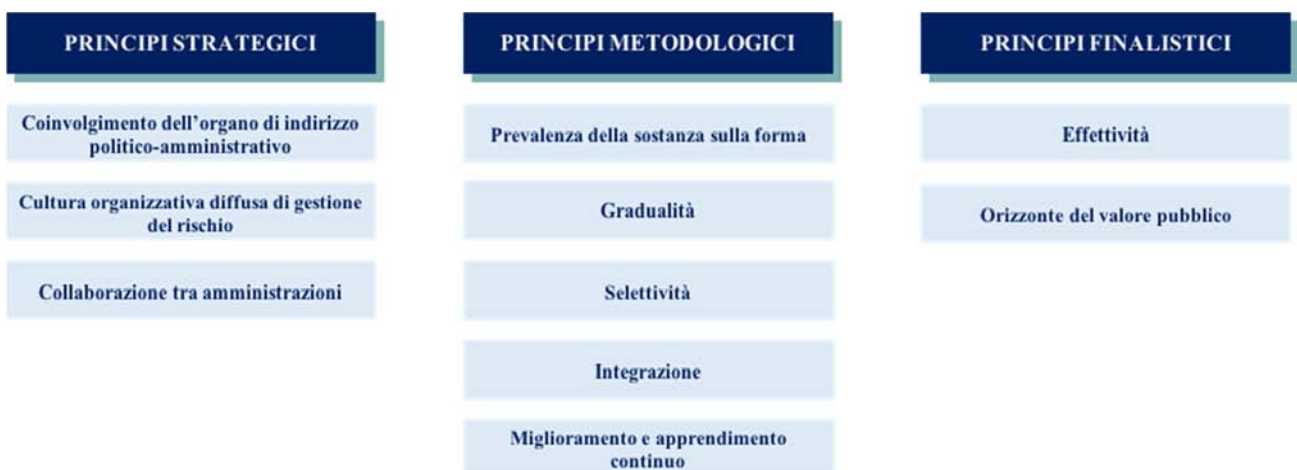 PRINCIPI STRATEGICI
Coinvolgimento dell'organo di indirizzo
politico-amministrativo
Cultura organizzativa diffusa di gestione
del rischio
Collaborazione tra amministrazioni
PRINCIPI METODOLOGICI
Prevalenza della sostanza sulla forma
Gradualità
Selettività
Integrazione
Miglioramento e apprendimento
continuo
PRINCIPI FINALISTICI
Effettività
Orizzonte del valore pubblico